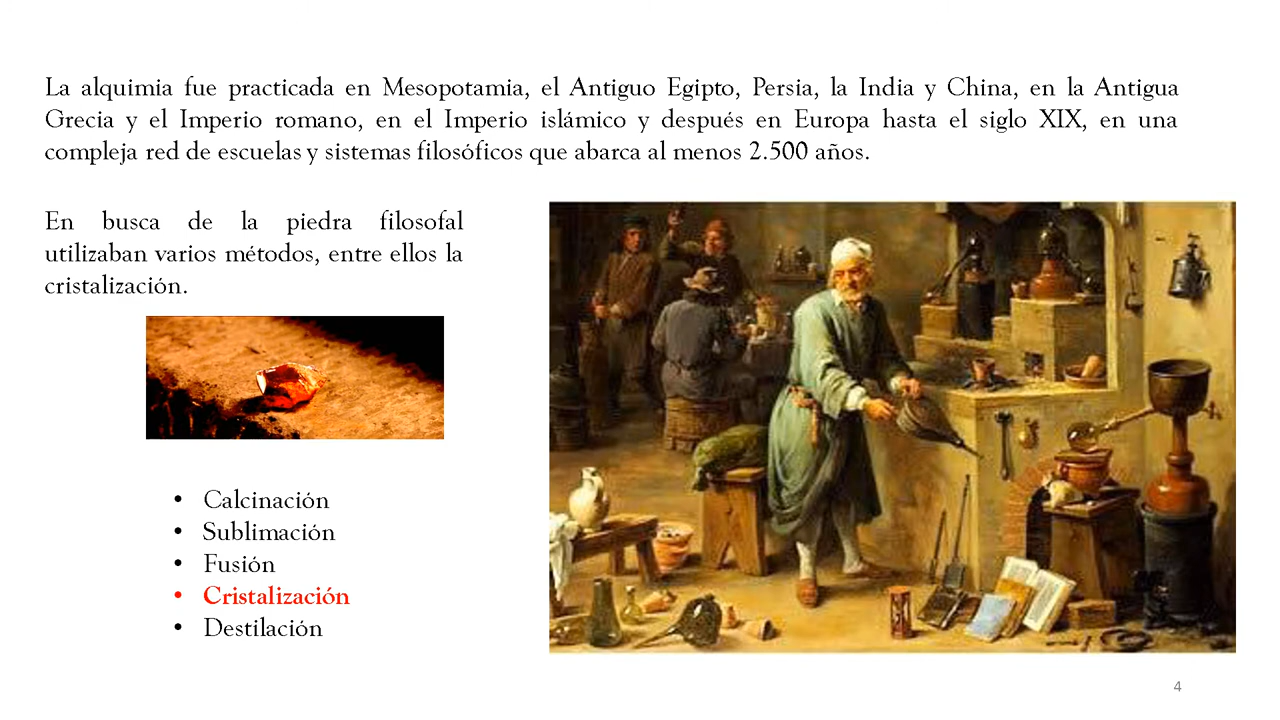 La alquimia fue practicada en Mesopotamia, el Antiguo Egipto, Persia, la India y China, en la Antigua
Grecia y el Imperio romano, en el Imperio islámico y después en Europa hasta el siglo XIX, en una
compleja red de escuelas y sistemas filosóficos que abarca al menos 2.500 años.
En busca de la piedra filosofal
utilizaban varios métodos, entre ellos la
cristalización.
• Calcinación
• Sublimación
• Fusión
• Cristalización
• Destilación
4